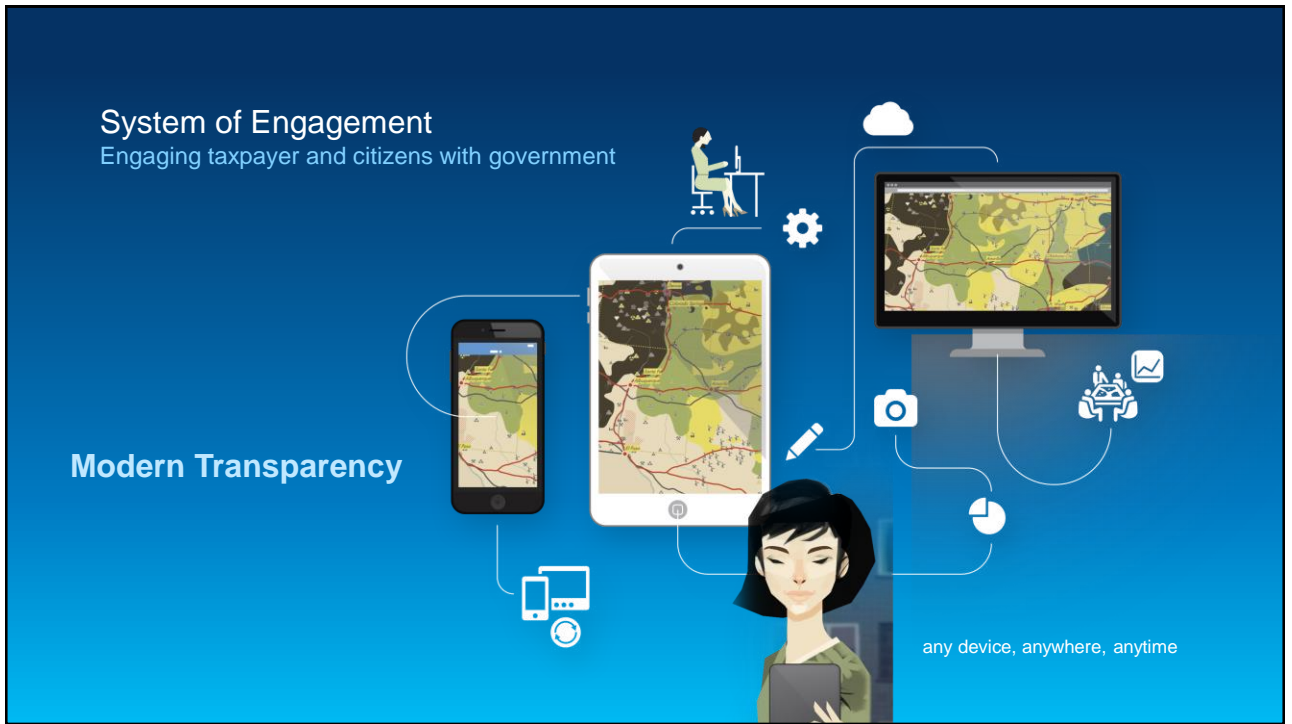 System of Engagement
Engaging taxpayer and citizens with government
Modern Transparency
any device, anywhere, anytime